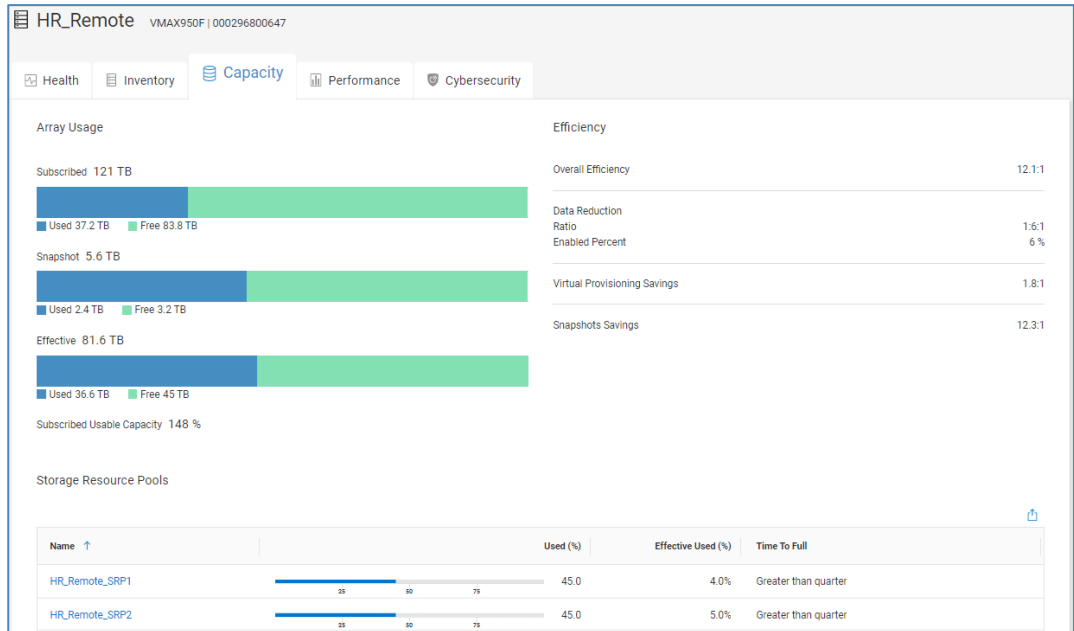 HR_Remote VMAX950F | 000296800647
Health Inventory Capacity Performance Cybersecurity
Array Usage
Subscribed 121 TB
Used 37.2 TB Free 83.8 TB
Snapshot 5.6 TB
Used 2.4 TB Free 3.2 TB
Effective 81.6 TB
Used 36.6 TB Free 45 TB
Subscribed Usable Capacity 148 %
Efficiency
Overall Efficiency 12.1:1
Data Reduction
Ratio 1:6:1
Enabled Percent 6 %
Virtual Provisioning Savings 1.8:1
Snapshots Savings 12.3:1
Storage Resource Pools
Name Used (%) Effective Used (%) Time To Full
HR_Remote_SRP1 45.0 4.0% Greater than quarter
25 50 75
HR_Remote_SRP2 45.0 5.0% Greater than quarter
25 50 75